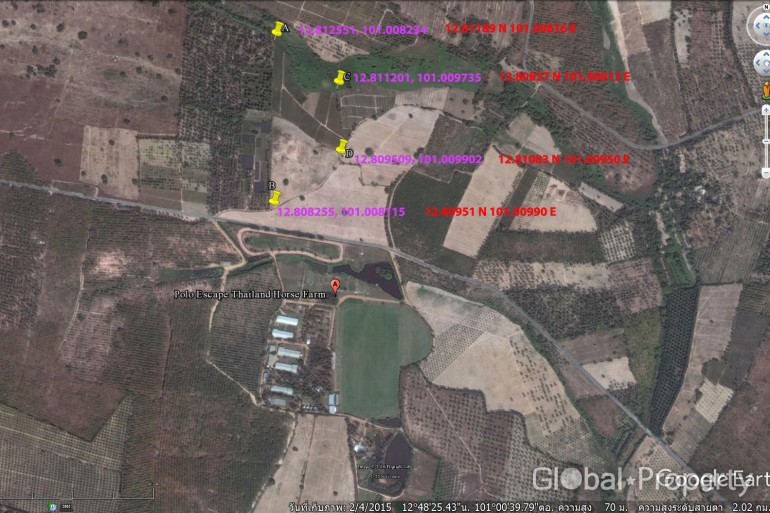 A 12.812551, 101.008234 12.81189 N 101.00816 E
C 12.811201, 101.009735 12.80837 N 101.00813 E
D 12.809509, 101.009902 12.81083 N 101.00950 E
B
12.808255, 101.008115 12.80951 N 101.00990 E
A
Polo Escape Thailand Horse Farm
Global Property
Google Earth
วันที่เก็บภาพ: 2/4/2015 12°48'25.43"น. 101°00'39.79"ตอ. ความสูง 70 ม. ความสูงระดับสายตา 2.02 กม.